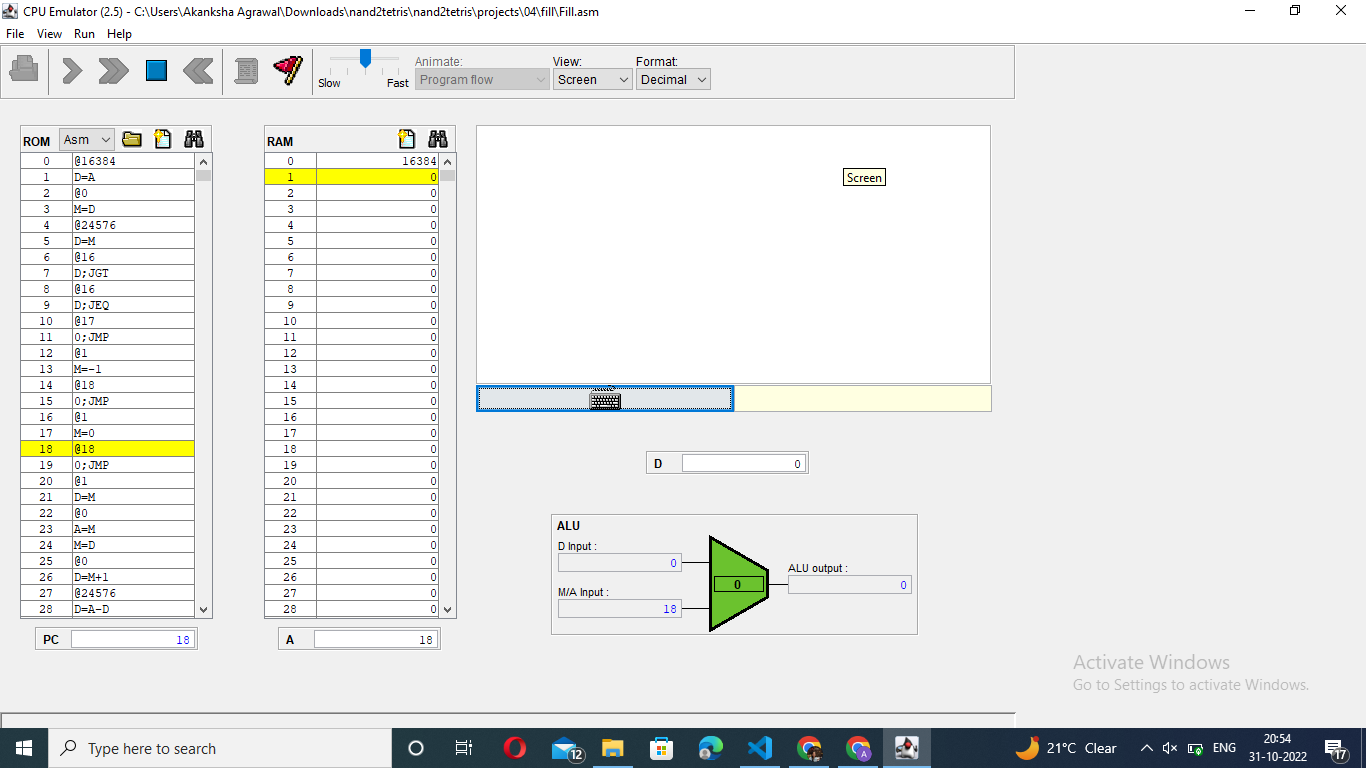 CPU Emulator (2.5) - C:\Users\Akanksha Agrawal\Downloads\nand2tetris\nand2tetris\projects\04\fill\Fill.asm
File View Run Help
Animate: View: Format:
Slow Fast Program flow Screen Decimal
ROM Asm
0 @16384
1 D=A
2 @0
3 M=D
4 @24576
5 D=M
6 @16
7 D;JGT
8 @16
9 D;JEQ
10 @17
11 0;JMP
12 @1
13 M=-1
14 @18
15 0;JMP
16 @1
17 M=0
18 @18
19 0;JMP
20 @1
21 D=M
22 @0
23 A=M
24 M=D
25 @0
26 D=M+1
27 @24576
28 D=A-D
PC 18
RAM
0 16384
1 0
2 0
3 0
4 0
5 0
6 0
7 0
8 0
9 0
10 0
11 0
12 0
13 0
14 0
15 0
16 0
17 0
18 0
19 0
20 0
21 0
22 0
23 0
24 0
25 0
26 0
27 0
28 0
A 18
Screen
D 0
ALU
D Input :
0
M/A Input :
18
0
ALU output :
0
Activate Windows
Go to Settings to activate Windows.
Type here to search
12
A
21°C Clear
ENG
20:54
31-10-2022
17